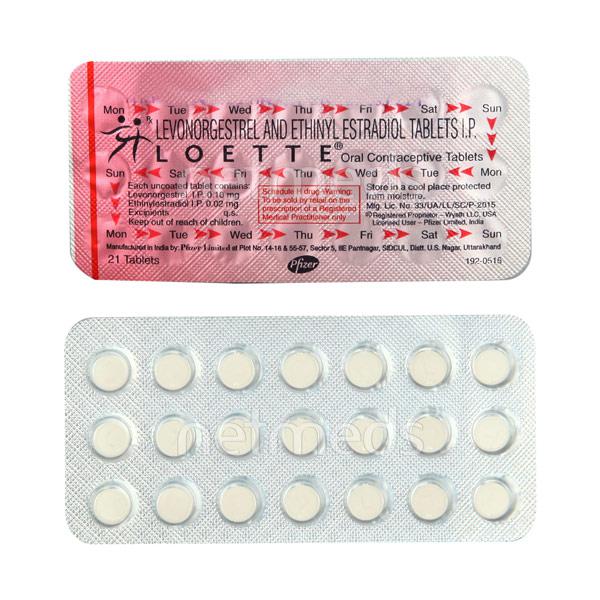 Mon Tue Wed Thu Fri Sat Sun
Rx LEVONORGESTREL AND ETHINYL ESTRADIOL TABLETS I.P.
LOETTE® Oral Contraceptive Tablets
Sun Sat Fri Thu Wed Tue Mon
Each uncoated tablet contains:
Levonorgestrel I.P. 0.10 mg
Ethinylestradiol I.P. 0.02 mg
Excipients q.s.
Keep out of reach of children.
Schedule H drug-Warning:
To be sold by retail on the
prescription of a Registered
Medical Practitioner only
Store in a cool place protected
from moisture.
Mfg. Lic. No. 33/UA/LL/SC/P-2015
®Registered Proprietor – Wyeth LLC, USA
Licensed User – Pfizer Limited, India
Mon Tue Wed Thu Fri Sat Sun
Manufactured in India by: Pfizer Limited at Plot No. 14-16 & 55-57, Sector 5, IIE Pantnagar, SIDCUL, Distt. U.S. Nagar, Uttarakhand
21 Tablets
Pfizer
192-0516
netmeds